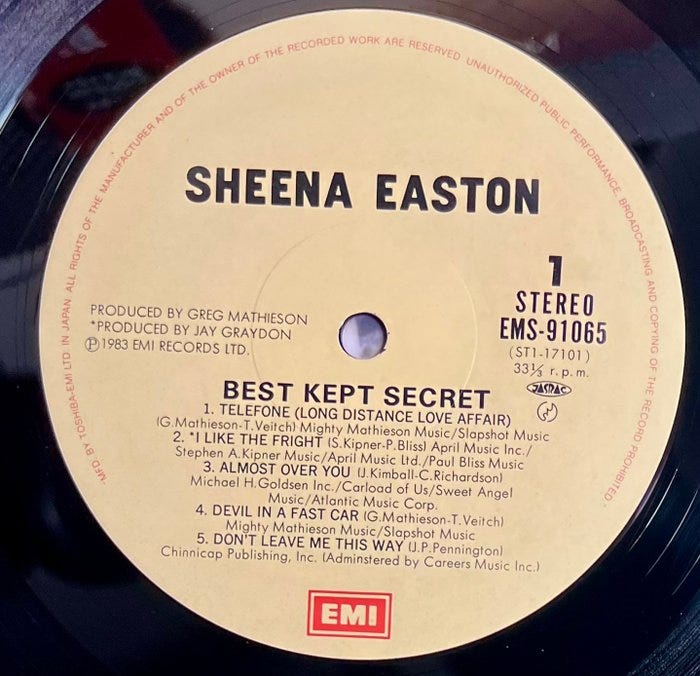 MFD. BY TOSHIBA-EMI LTD. IN JAPAN. ALL RIGHTS OF THE MANUFACTURER AND OF THE OWNER OF THE RECORDED WORK ARE RESERVED. UNAUTHORIZED PUBLIC PERFORMANCE, BROADCASTING AND COPYING OF THE RECORD PROHIBITED.
SHEENA EASTON
1
STEREO
EMS-91065
(ST1-17101)
33⅓ r.p.m.
JASRAC
PRODUCED BY GREG MATHIESON
*PRODUCED BY JAY GRAYDON
℗1983 EMI RECORDS LTD.
BEST KEPT SECRET
1. TELEFONE (LONG DISTANCE LOVE AFFAIR)
(G.Mathieson-T.Veitch) Mighty Mathieson Music/Slapshot Music
2. *I LIKE THE FRIGHT (S.Kipner-P.Bliss) April Music Inc./
Stephen A.Kipner Music/April Music Ltd./Paul Bliss Music
3. ALMOST OVER YOU (J.Kimball-C.Richardson)
Michael H.Goldsen Inc./Carload of Us/Sweet Angel
Music/Atlantic Music Corp.
4. DEVIL IN A FAST CAR (G.Mathieson-T.Veitch)
Mighty Mathieson Music/Slapshot Music
5. DON'T LEAVE ME THIS WAY (J.P.Pennington)
Chinnicap Publishing, Inc. (Adminstered by Careers Music Inc.)
EMI